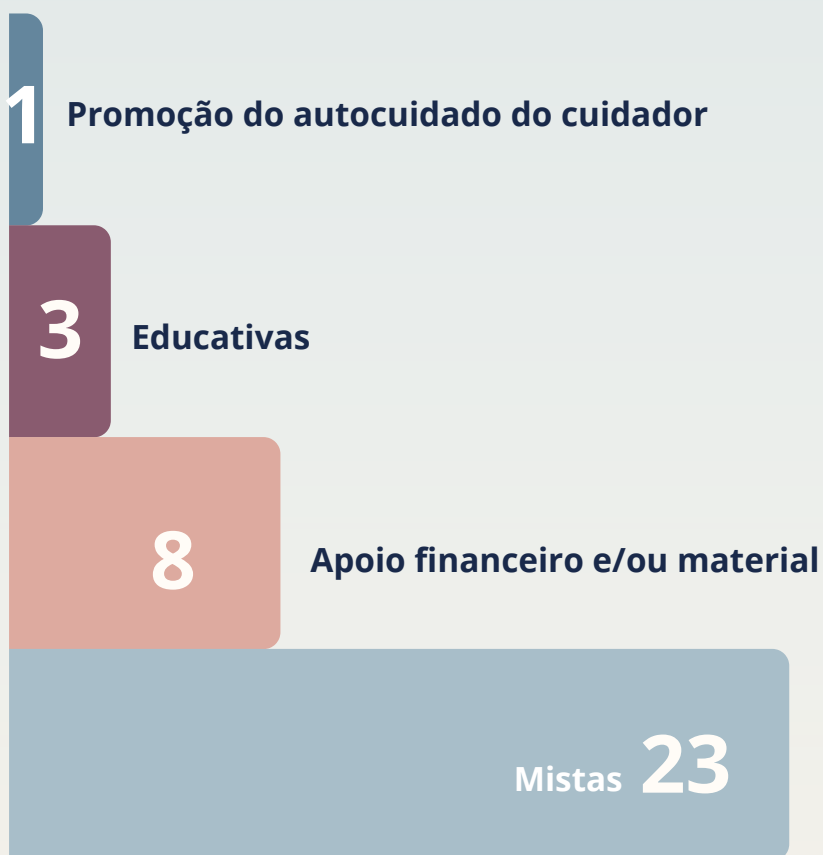 1 Promoção do autocuidado do cuidador
3 Educativas
8 Apoio financeiro e/ou material
Mistas 23